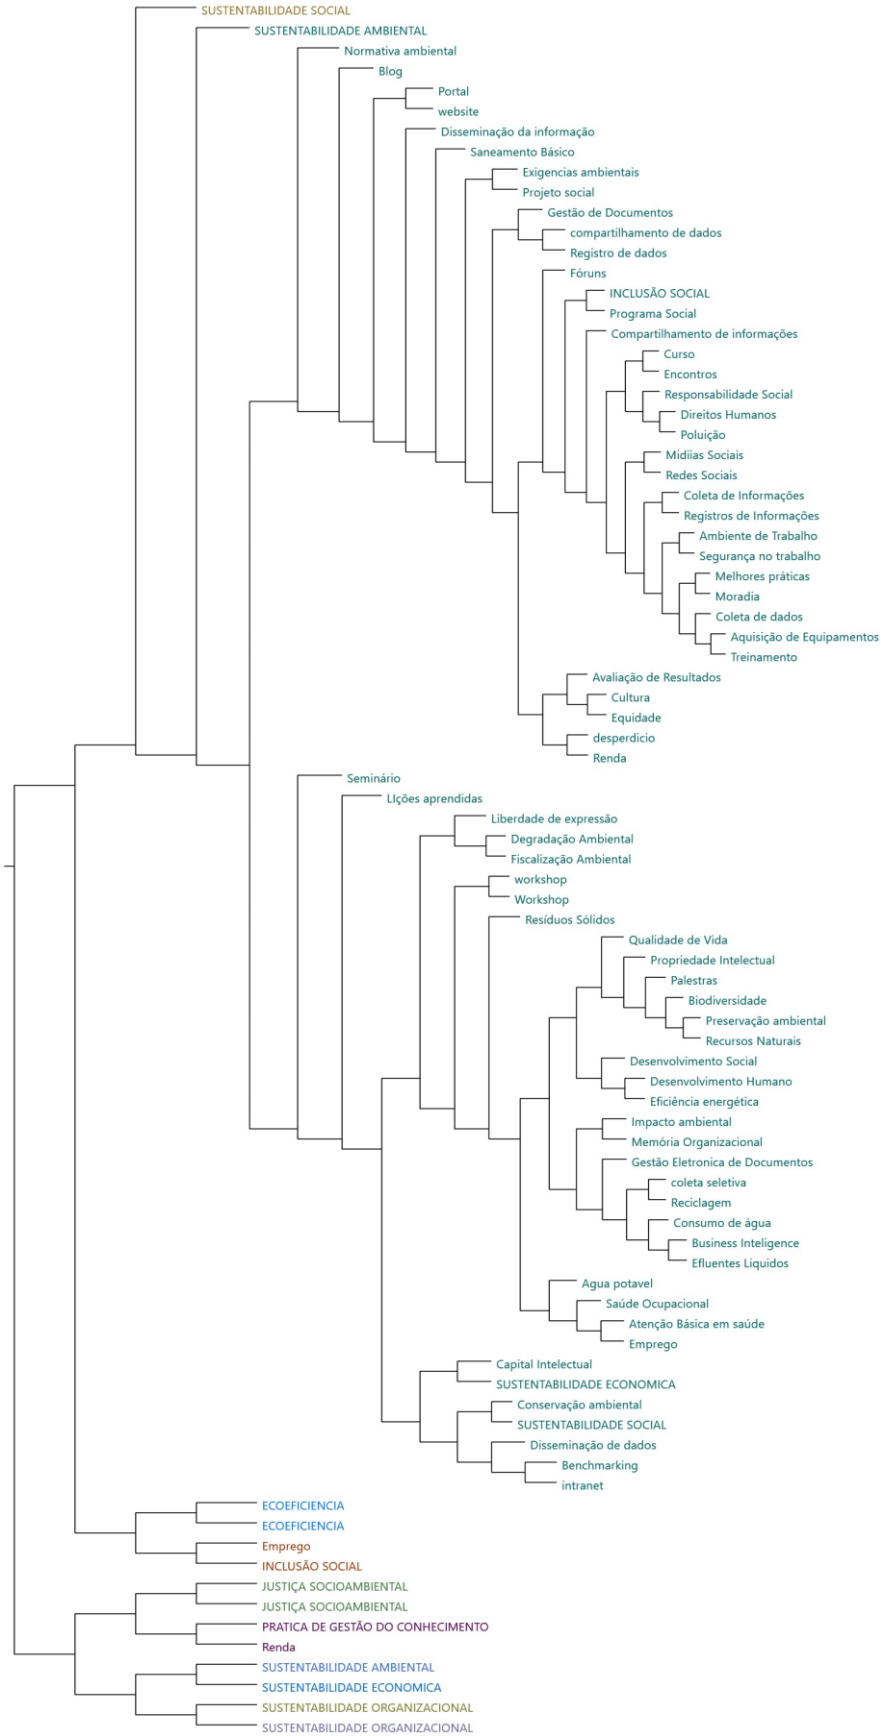 SUSTENTABILIDADE SOCIAL
SUSTENTABILIDADE AMBIENTAL
Normativa ambiental
Blog
Portal
website
Disseminação da informação
Saneamento Básico
Exigencias ambientais
Projeto social
Gestão de Documentos
compartilhamento de dados
Registro de dados
Fóruns
INCLUSÃO SOCIAL
Programa Social
Compartilhamento de informações
Curso
Encontros
Responsabilidade Social
Direitos Humanos
Poluição
Midiias Sociais
Redes Sociais
Coleta de Informações
Registros de Informações
Ambiente de Trabalho
Segurança no trabalho
Melhores práticas
Moradia
Coleta de dados
Aquisição de Equipamentos
Treinamento
Avaliação de Resultados
Cultura
Equidade
desperdicio
Renda
Seminário
LIções aprendidas
Liberdade de expressão
Degradação Ambiental
Fiscalização Ambiental
workshop
Workshop
Resíduos Sólidos
Qualidade de Vida
Propriedade Intelectual
Palestras
Biodiversidade
Preservação ambiental
Recursos Naturais
Desenvolvimento Social
Desenvolvimento Humano
Eficiência energética
Impacto ambiental
Memória Organizacional
Gestão Eletronica de Documentos
coleta seletiva
Reciclagem
Consumo de água
Business Inteligence
Efluentes Liquidos
Agua potavel
Saúde Ocupacional
Atenção Básica em saúde
Emprego
Capital Intelectual
SUSTENTABILIDADE ECONOMICA
Conservação ambiental
SUSTENTABILIDADE SOCIAL
Disseminação de dados
Benchmarking
intranet
ECOEFICIENCIA
ECOEFICIENCIA
Emprego
INCLUSÃO SOCIAL
JUSTIÇA SOCIOAMBIENTAL
JUSTIÇA SOCIOAMBIENTAL
PRATICA DE GESTÃO DO CONHECIMENTO
Renda
SUSTENTABILIDADE AMBIENTAL
SUSTENTABILIDADE ECONOMICA
SUSTENTABILIDADE ORGANIZACIONAL
SUSTENTABILIDADE ORGANIZACIONAL